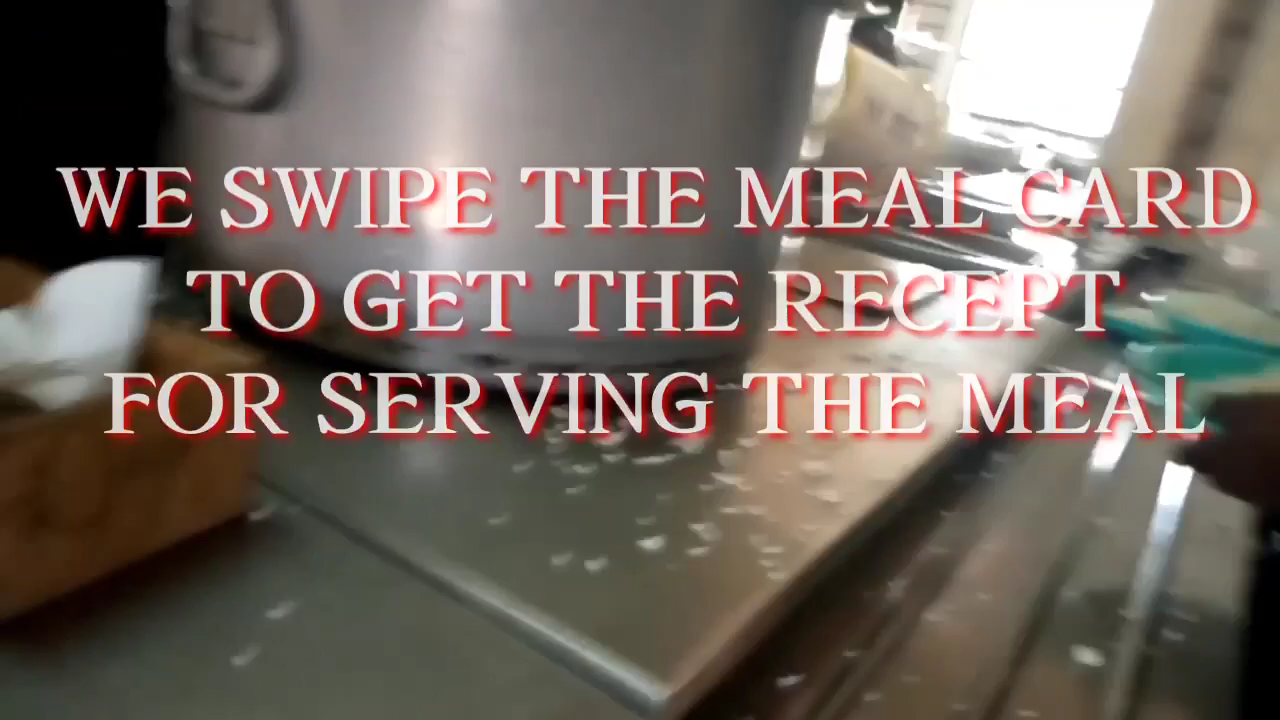 WE SWIPE THE MEAL CARD
TO GET THE RECEPT
FOR SERVING THE MEAL